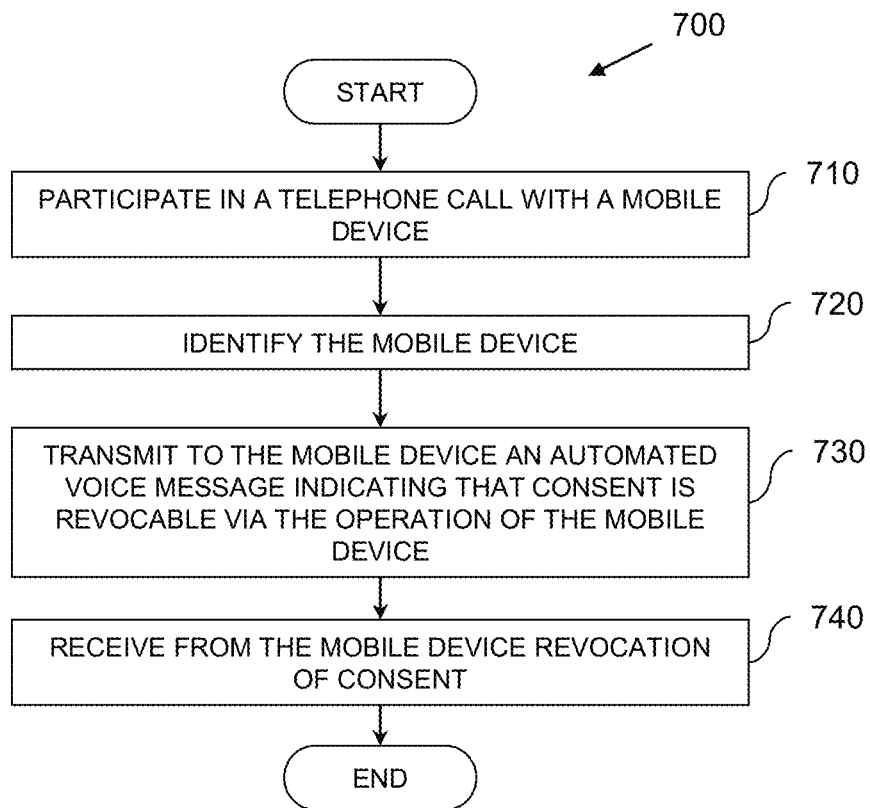 700
START
710
PARTICIPATE IN A TELEPHONE CALL WITH A MOBILE
DEVICE
720
IDENTIFY THE MOBILE DEVICE
730
TRANSMIT TO THE MOBILE DEVICE AN AUTOMATED
VOICE MESSAGE INDICATING THAT CONSENT IS
REVOCABLE VIA THE OPERATION OF THE MOBILE
DEVICE
740
RECEIVE FROM THE MOBILE DEVICE REVOCATION
OF CONSENT
END